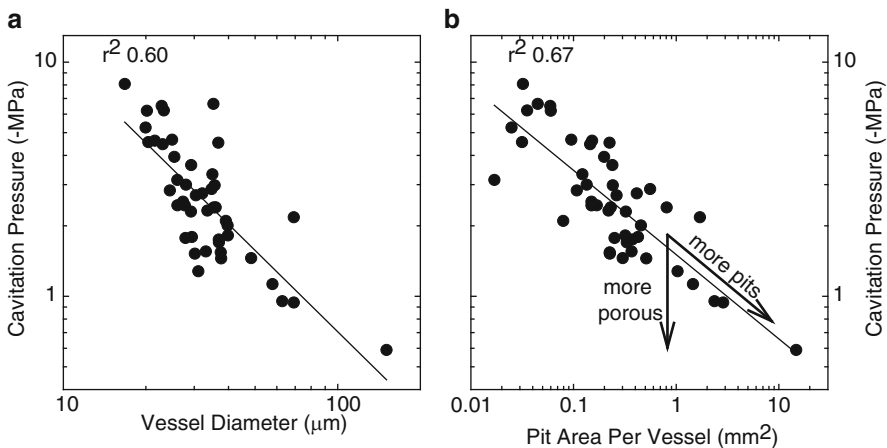 a
r² 0.60
10
1
Cavitation Pressure (-MPa)
10
100
Vessel Diameter (μm)
b
r² 0.67
more pits
more
porous
10
1
Cavitation Pressure (-MPa)
0.01
0.1
1
10
Pit Area Per Vessel (mm²)